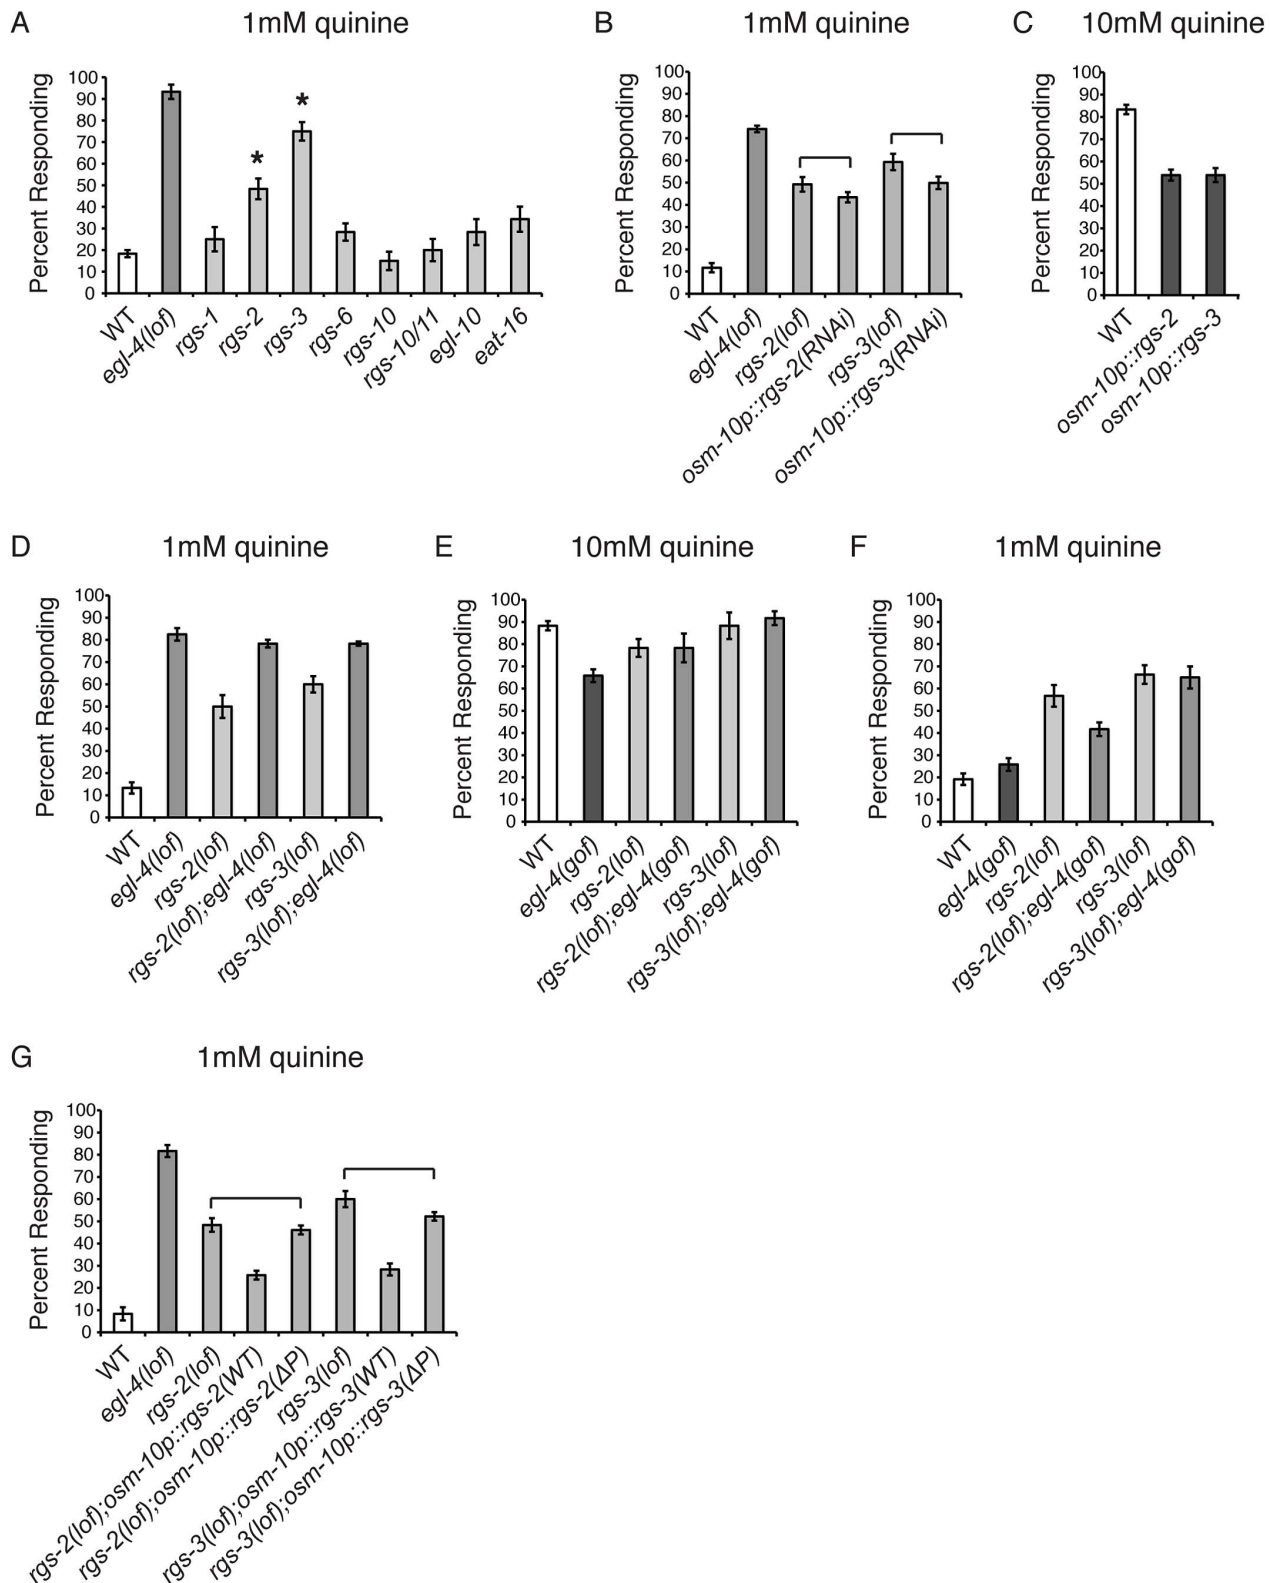 A
1mM quinine
Percent Responding
100
90
80
70
60
50
40
30
20
10
0
*
*
WT
egl-4(lof)
rgs-1
rgs-2
rgs-3
rgs-6
rgs-10
rgs-10/11
egl-10
eat-16
B
1mM quinine
Percent Responding
100
90
80
70
60
50
40
30
20
10
0
WT
egl-4(lof)
rgs-2(lof)
osm-10p::rgs-2(RNAi)
rgs-3(lof)
osm-10p::rgs-3(RNAi)
C
10mM quinine
Percent Responding
100
90
80
70
60
50
40
30
20
10
0
WT
osm-10p::rgs-2
osm-10p::rgs-3
D
1mM quinine
Percent Responding
100
90
80
70
60
50
40
30
20
10
0
WT
egl-4(lof)
rgs-2(lof)
rgs-2(lof);egl-4(lof)
rgs-3(lof)
rgs-3(lof);egl-4(lof)
E
10mM quinine
Percent Responding
100
90
80
70
60
50
40
30
20
10
0
WT
egl-4(gof)
rgs-2(lof)
rgs-2(lof);egl-4(gof)
rgs-3(lof)
rgs-3(lof);egl-4(gof)
F
1mM quinine
Percent Responding
100
90
80
70
60
50
40
30
20
10
0
WT
egl-4(gof)
rgs-2(lof)
rgs-2(lof);egl-4(gof)
rgs-3(lof)
rgs-3(lof);egl-4(gof)
G
1mM quinine
Percent Responding
100
90
80
70
60
50
40
30
20
10
0
WT
egl-4(lof)
rgs-2(lof)
rgs-2(lof);osm-10p::rgs-2(WT)
rgs-2(lof);osm-10p::rgs-2(ΔP)
rgs-3(lof)
rgs-3(lof);osm-10p::rgs-3(WT)
rgs-3(lof);osm-10p::rgs-3(ΔP)